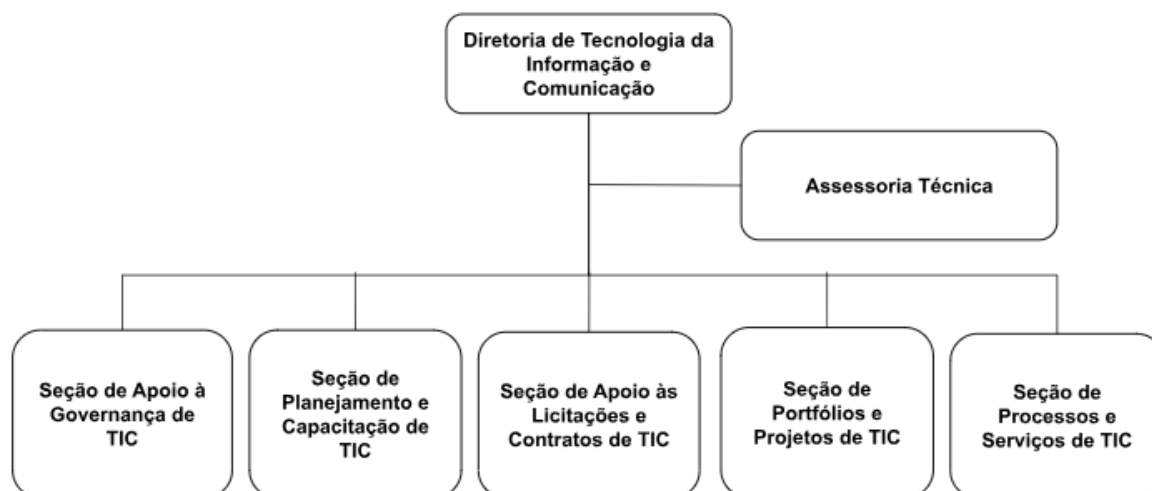 Diretoria de Tecnologia da
Informação e
Comunicação
Assessoria Técnica
Seção de Apoio à
Governança de
TIC
Seção de
Planejamento e
Capacitação de
TIC
Seção de Apoio às
Licitações e
Contratos de TIC
Seção de
Portfólios e
Projetos de TIC
Seção de
Processos e
Serviços de TIC